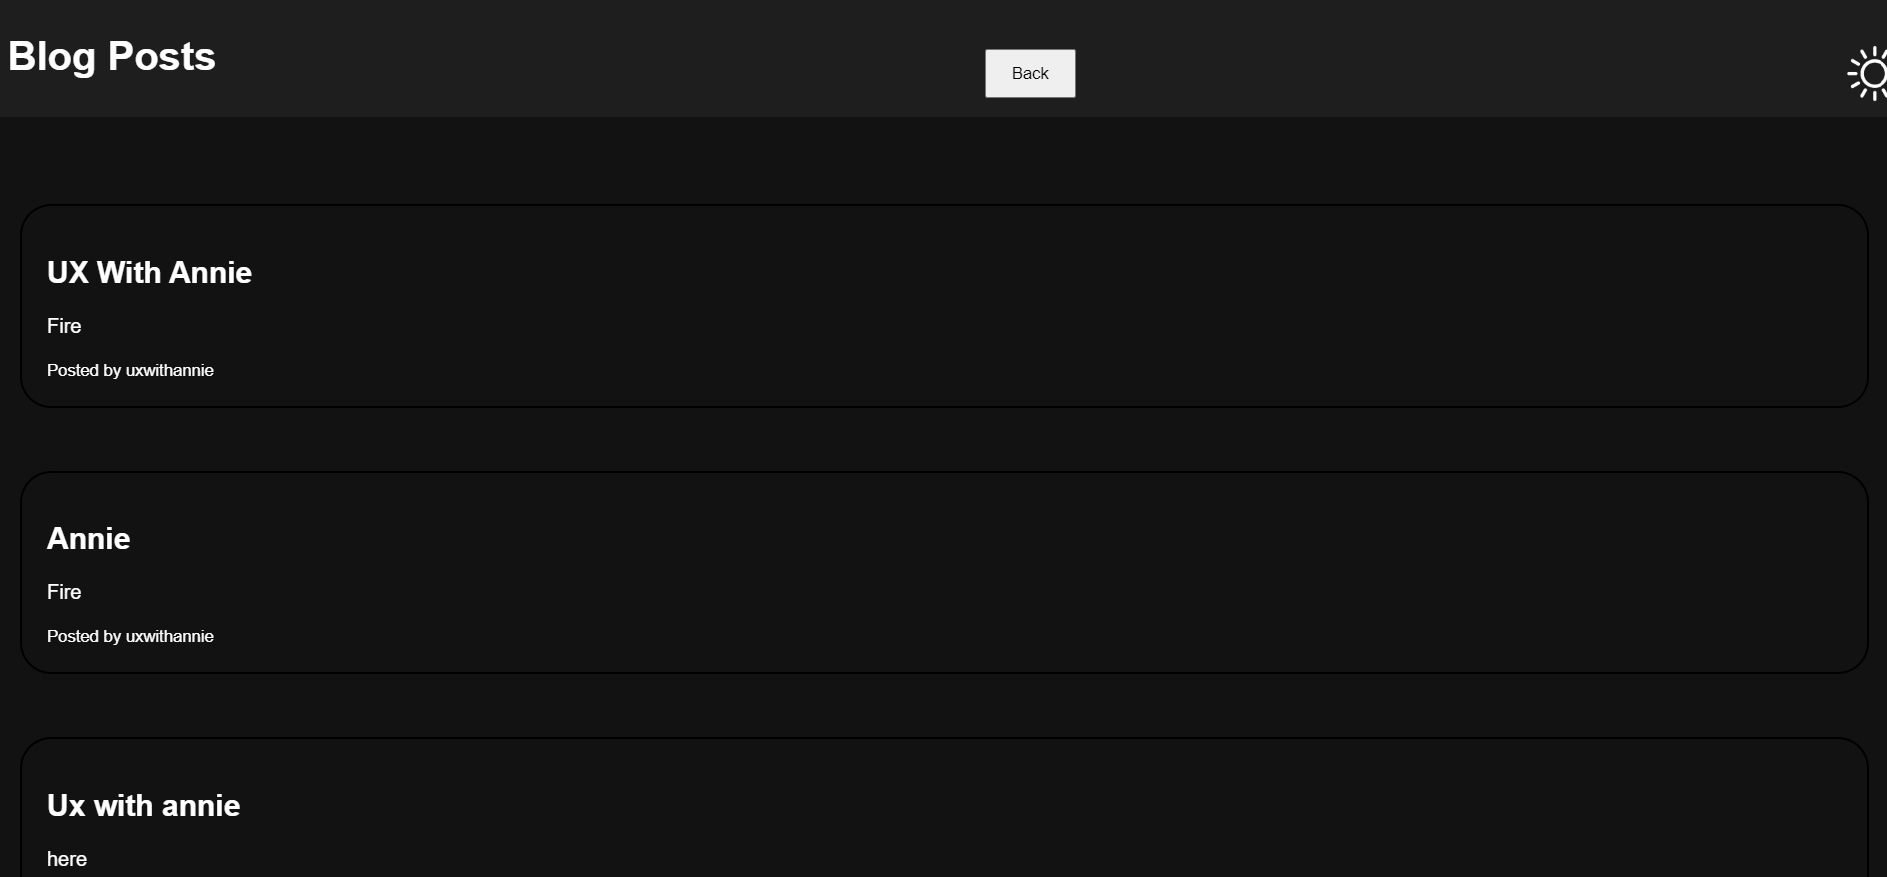 Blog Posts
Back
UX With Annie
Fire
Posted by uxwithannie
Annie
Fire
Posted by uxwithannie
Ux with annie
here